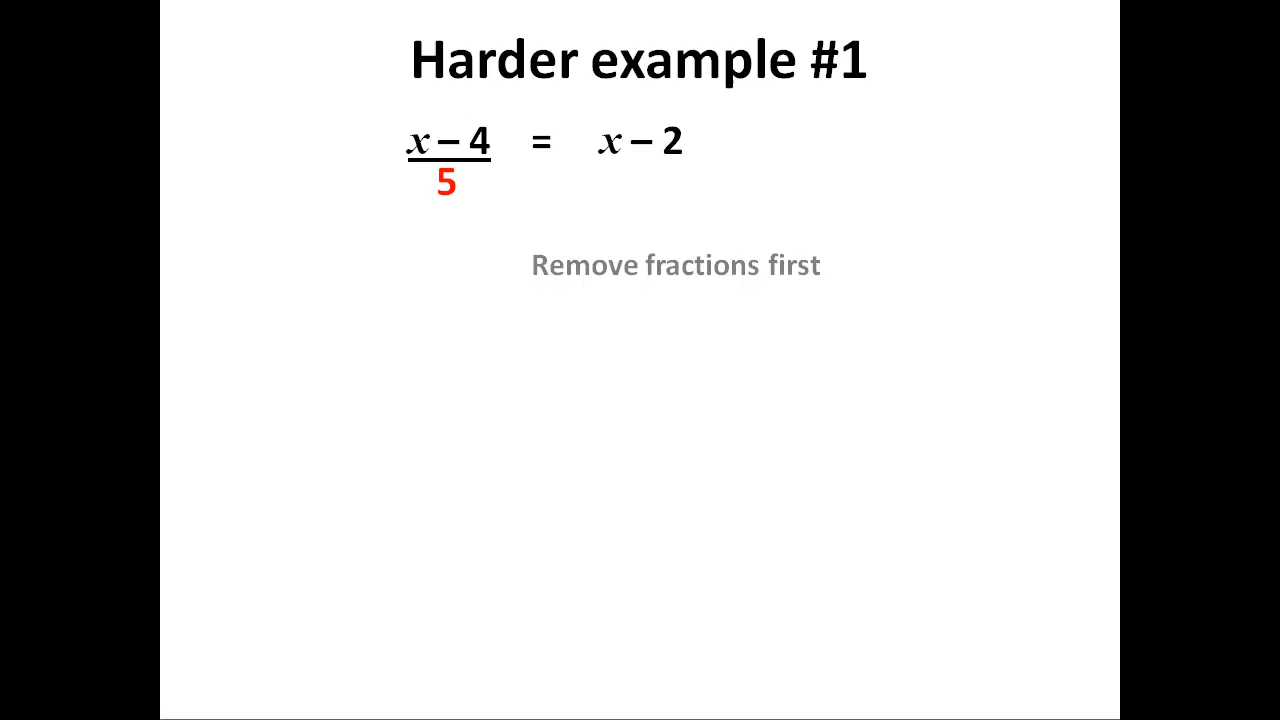 Harder example #1
x – 4 = x – 2
5
Remove fractions first